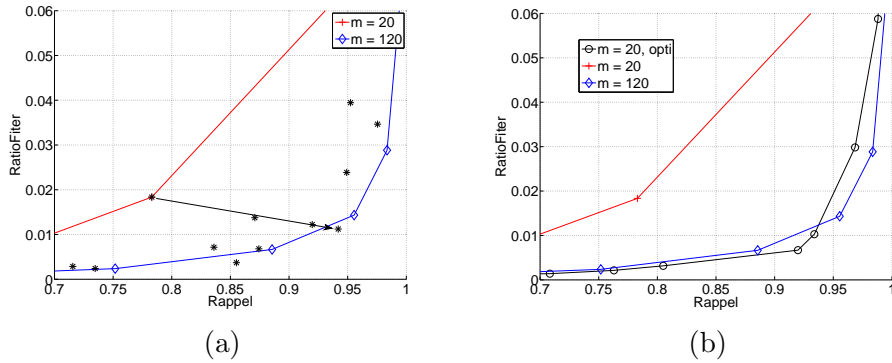 0.06
0.05
0.04
0.03
0.02
0.01
0
RatioFiter
0.7
0.75
0.8
0.85
0.9
0.95
1
Rappel
m = 20
m = 120
(a)
0.06
0.05
0.04
0.03
0.02
0.01
0
RatioFiter
0.7
0.75
0.8
0.85
0.9
0.95
1
Rappel
m = 20, opti
m = 20
m = 120
(b)